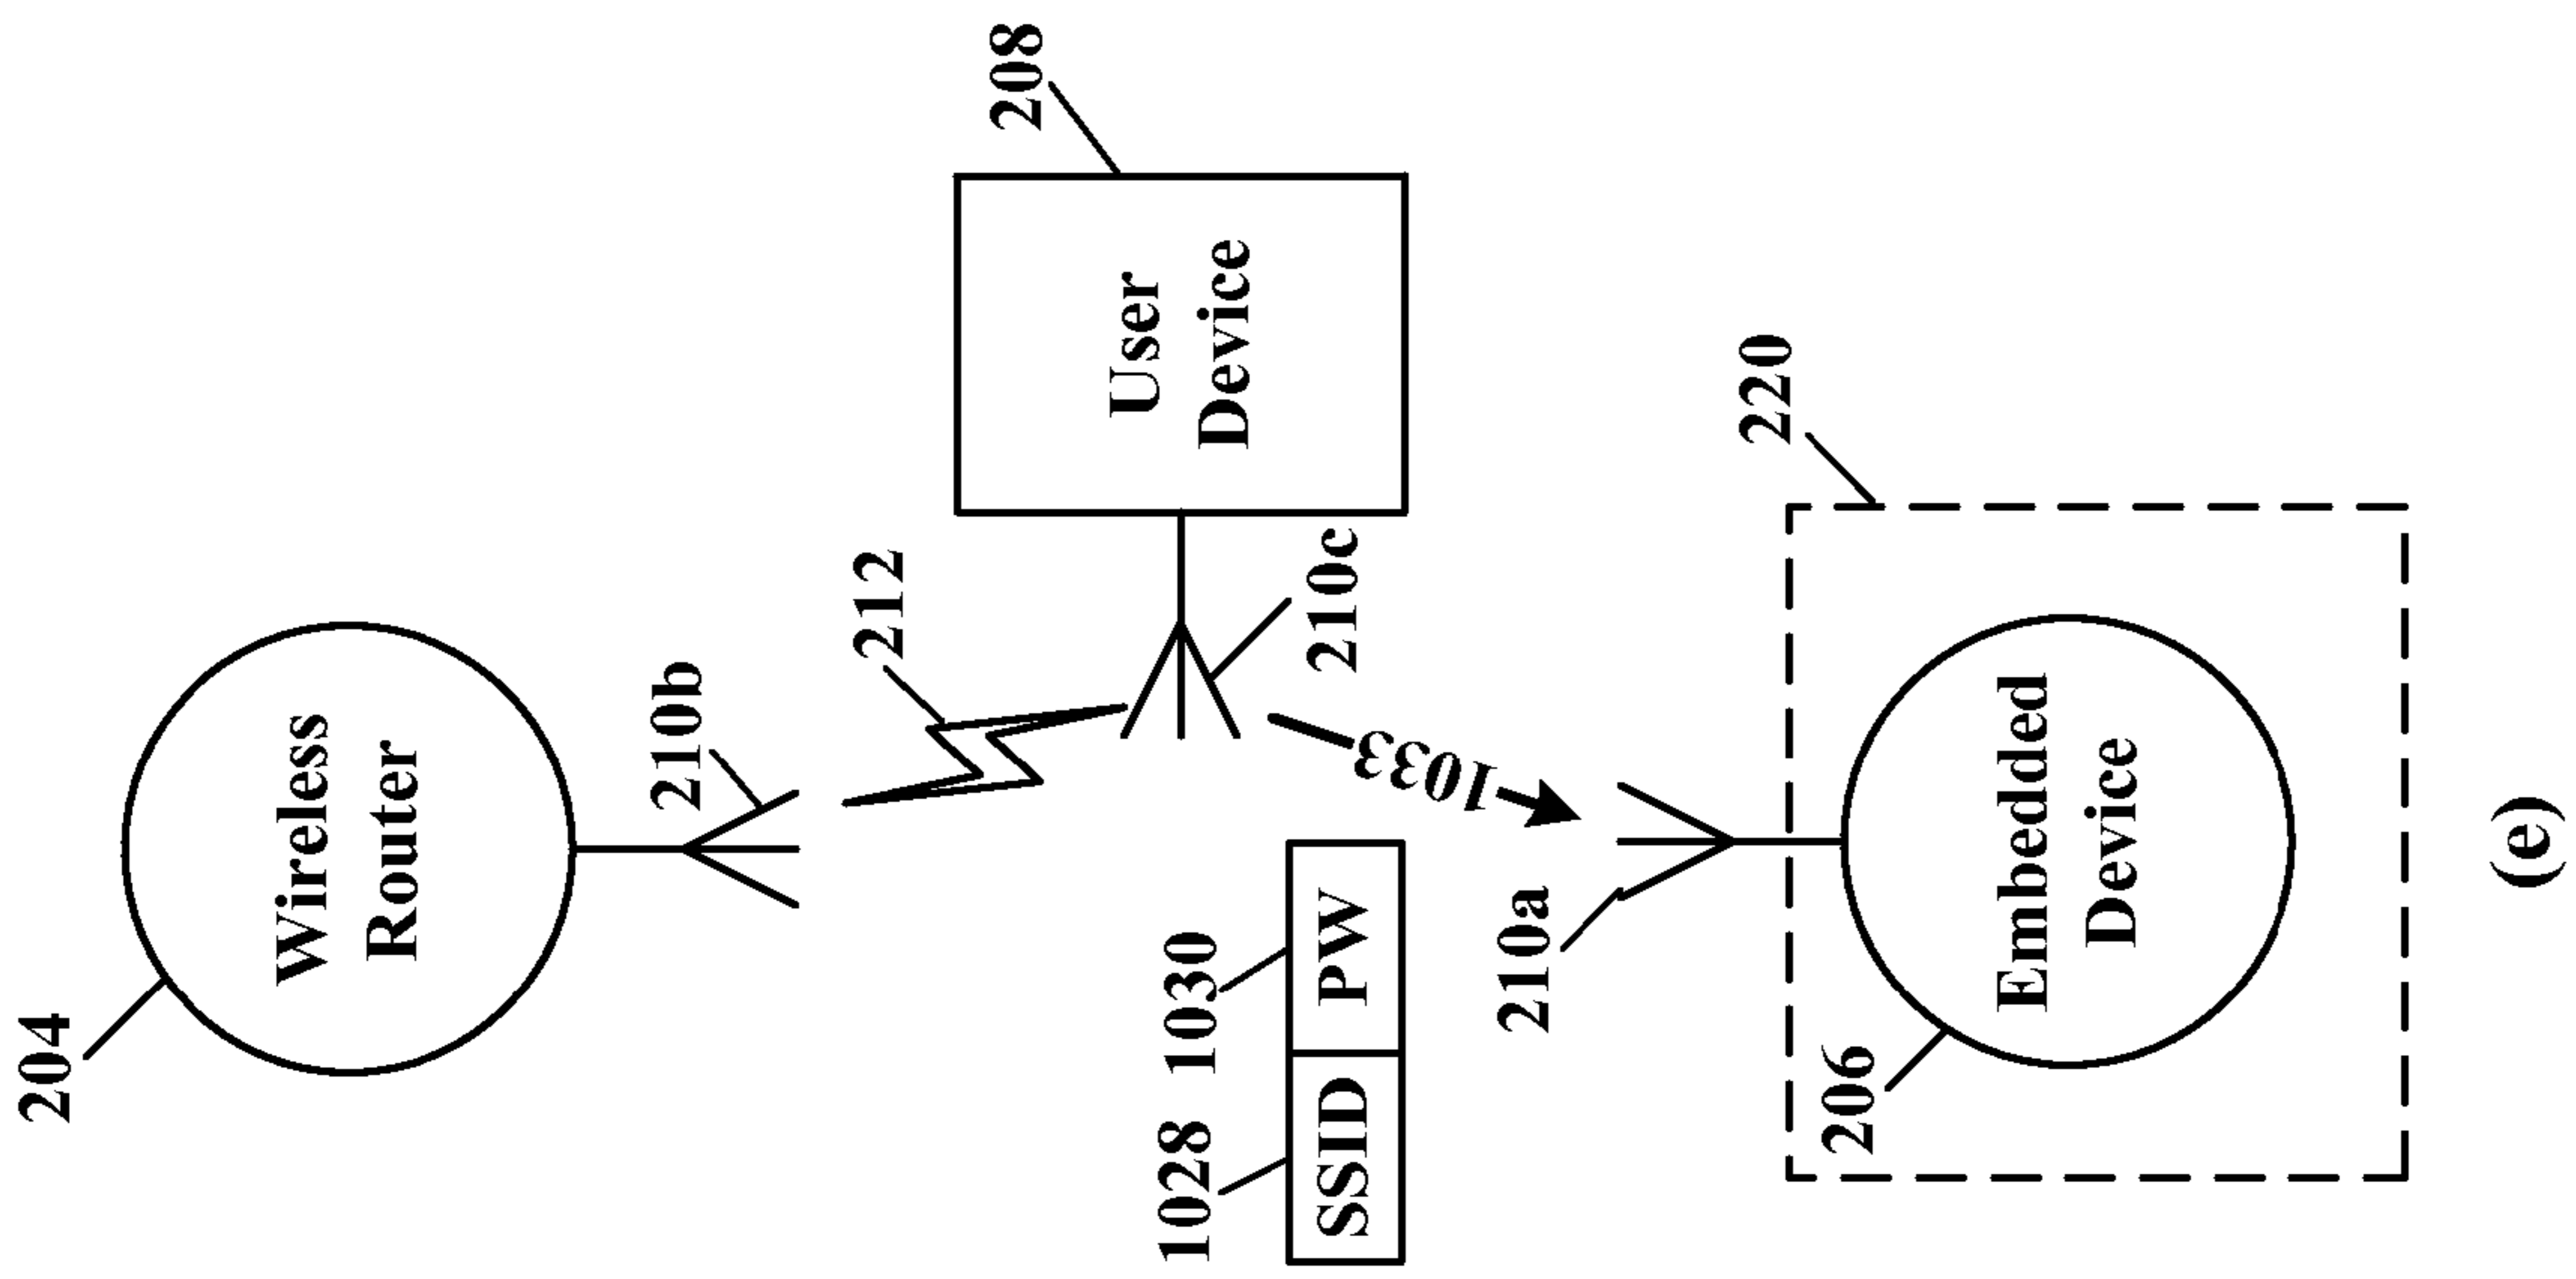 204
Wireless
Router
210b
212
208
User
Device
210c
1033
1028
1030
SSID
PW
210a
220
206
Embedded
Device
(e)